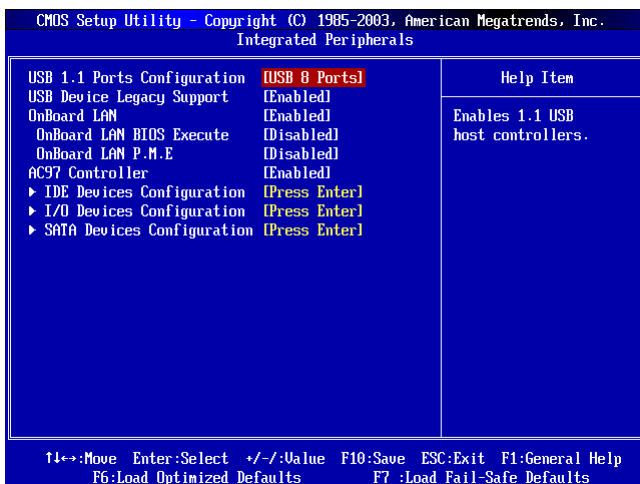 CMOS Setup Utility - Copyright (C) 1985-2003, American Megatrends, Inc.
Integrated Peripherals
USB 1.1 Ports Configuration [USB 8 Ports]
USB Device Legacy Support [Enabled]
OnBoard LAN [Enabled]
OnBoard LAN BIOS Execute [Disabled]
OnBoard LAN P.M.E [Disabled]
AC97 Controller [Enabled]
▶ IDE Devices Configuration [Press Enter]
▶ I/O Devices Configuration [Press Enter]
▶ SATA Devices Configuration [Press Enter]
Help Item
Enables 1.1 USB
host controllers.
↑↓↔:Move Enter:Select +/-/:Value F10:Save ESC:Exit F1:General Help
F6:Load Optimized Defaults F7 :Load Fail-Safe Defaults